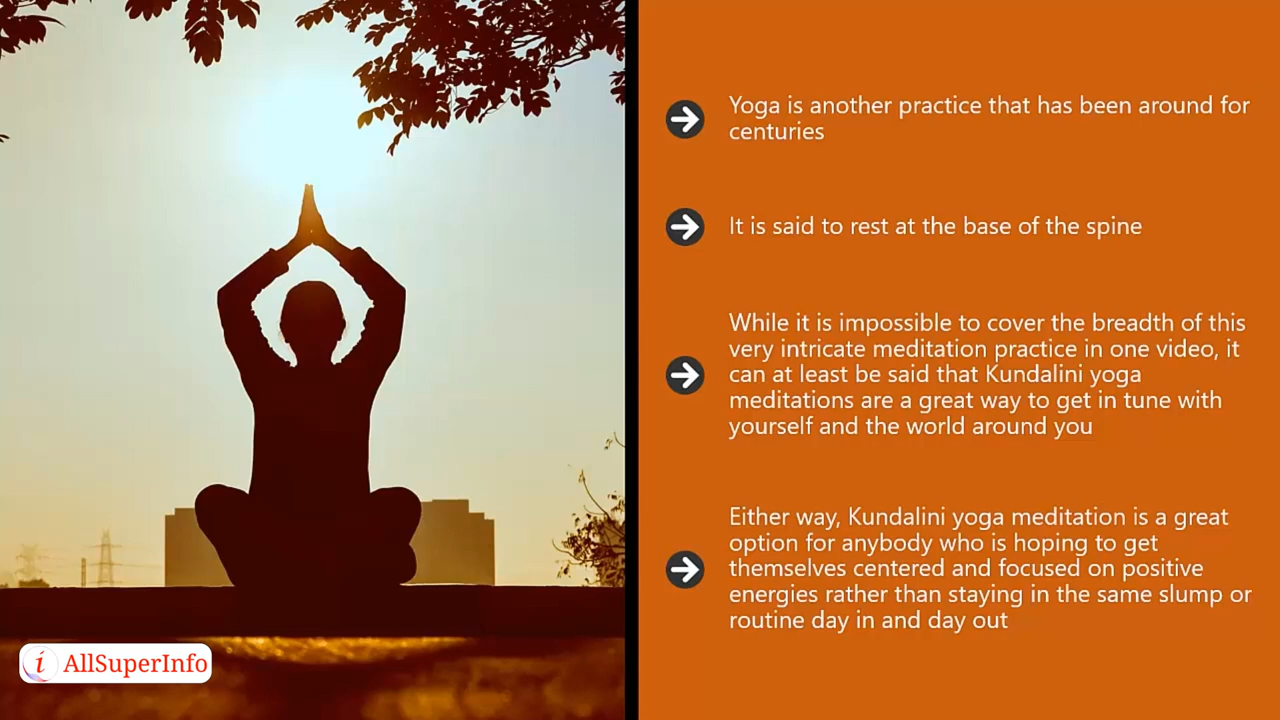 Yoga is another practice that has been around for
centuries
It is said to rest at the base of the spine
While it is impossible to cover the breadth of this
very intricate meditation practice in one video, it
can at least be said that Kundalini yoga
meditations are a great way to get in tune with
yourself and the world around you
Either way, Kundalini yoga meditation is a great
option for anybody who is hoping to get
themselves centered and focused on positive
energies rather than staying in the same slump or
routine day in and day out
i AllSuperInfo